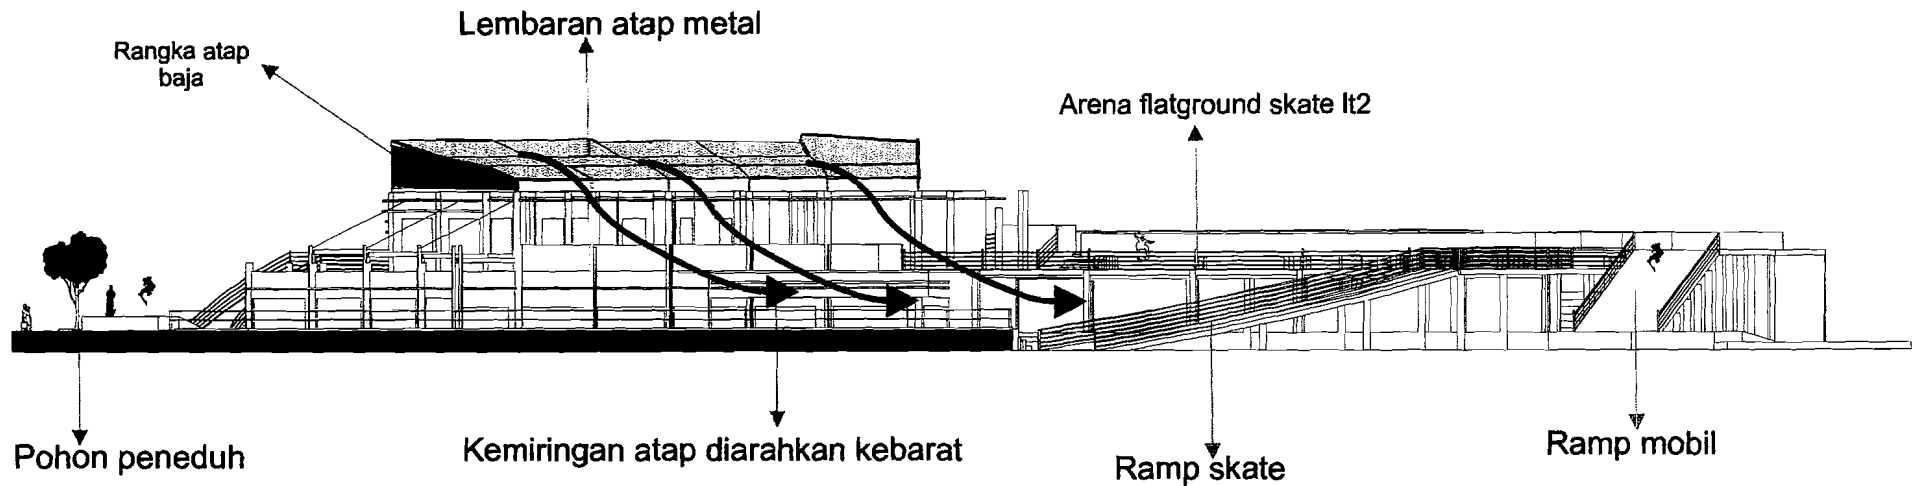 Lembaran atap metal
Rangka atap
baja
Arena flatground skate lt2
Pohon peneduh
Kemiringan atap diarahkan kebarat
Ramp skate
Ramp mobil